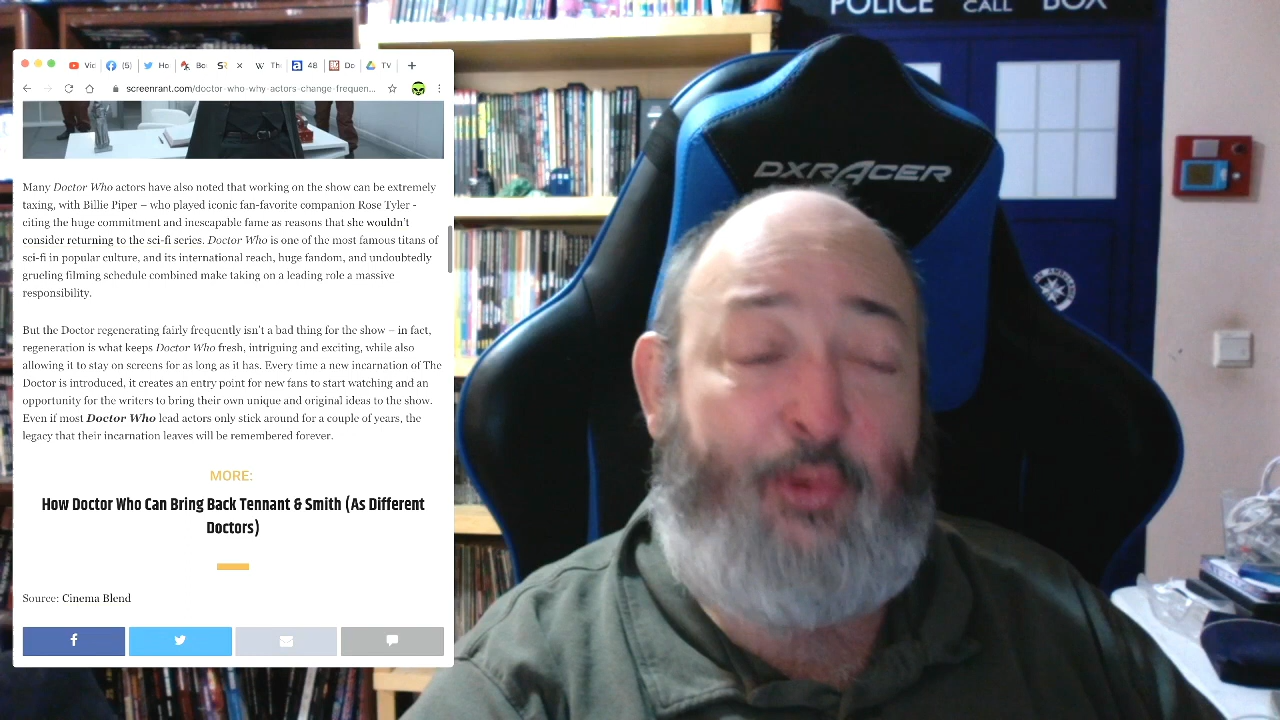 POLICE CALL BOX
DXRACER
Vic
(5)
Ho
Bo
Th
48
Do
TV
screenrant.com/doctor-who-why-actors-change-frequen...
Many Doctor Who actors have also noted that working on the show can be extremely
taxing, with Billie Piper – who played iconic fan-favorite companion Rose Tyler -
citing the huge commitment and inescapable fame as reasons that she wouldn't
consider returning to the sci-fi series. Doctor Who is one of the most famous titans of
sci-fi in popular culture, and its international reach, huge fandom, and undoubtedly
grueling filming schedule combined make taking on a leading role a massive
responsibility.
But the Doctor regenerating fairly frequently isn't a bad thing for the show – in fact,
regeneration is what keeps Doctor Who fresh, intriguing and exciting, while also
allowing it to stay on screens for as long as it has. Every time a new incarnation of The
Doctor is introduced, it creates an entry point for new fans to start watching and an
opportunity for the writers to bring their own unique and original ideas to the show.
Even if most Doctor Who lead actors only stick around for a couple of years, the
legacy that their incarnation leaves will be remembered forever.
MORE:
How Doctor Who Can Bring Back Tennant & Smith (As Different
Doctors)
Source: Cinema Blend